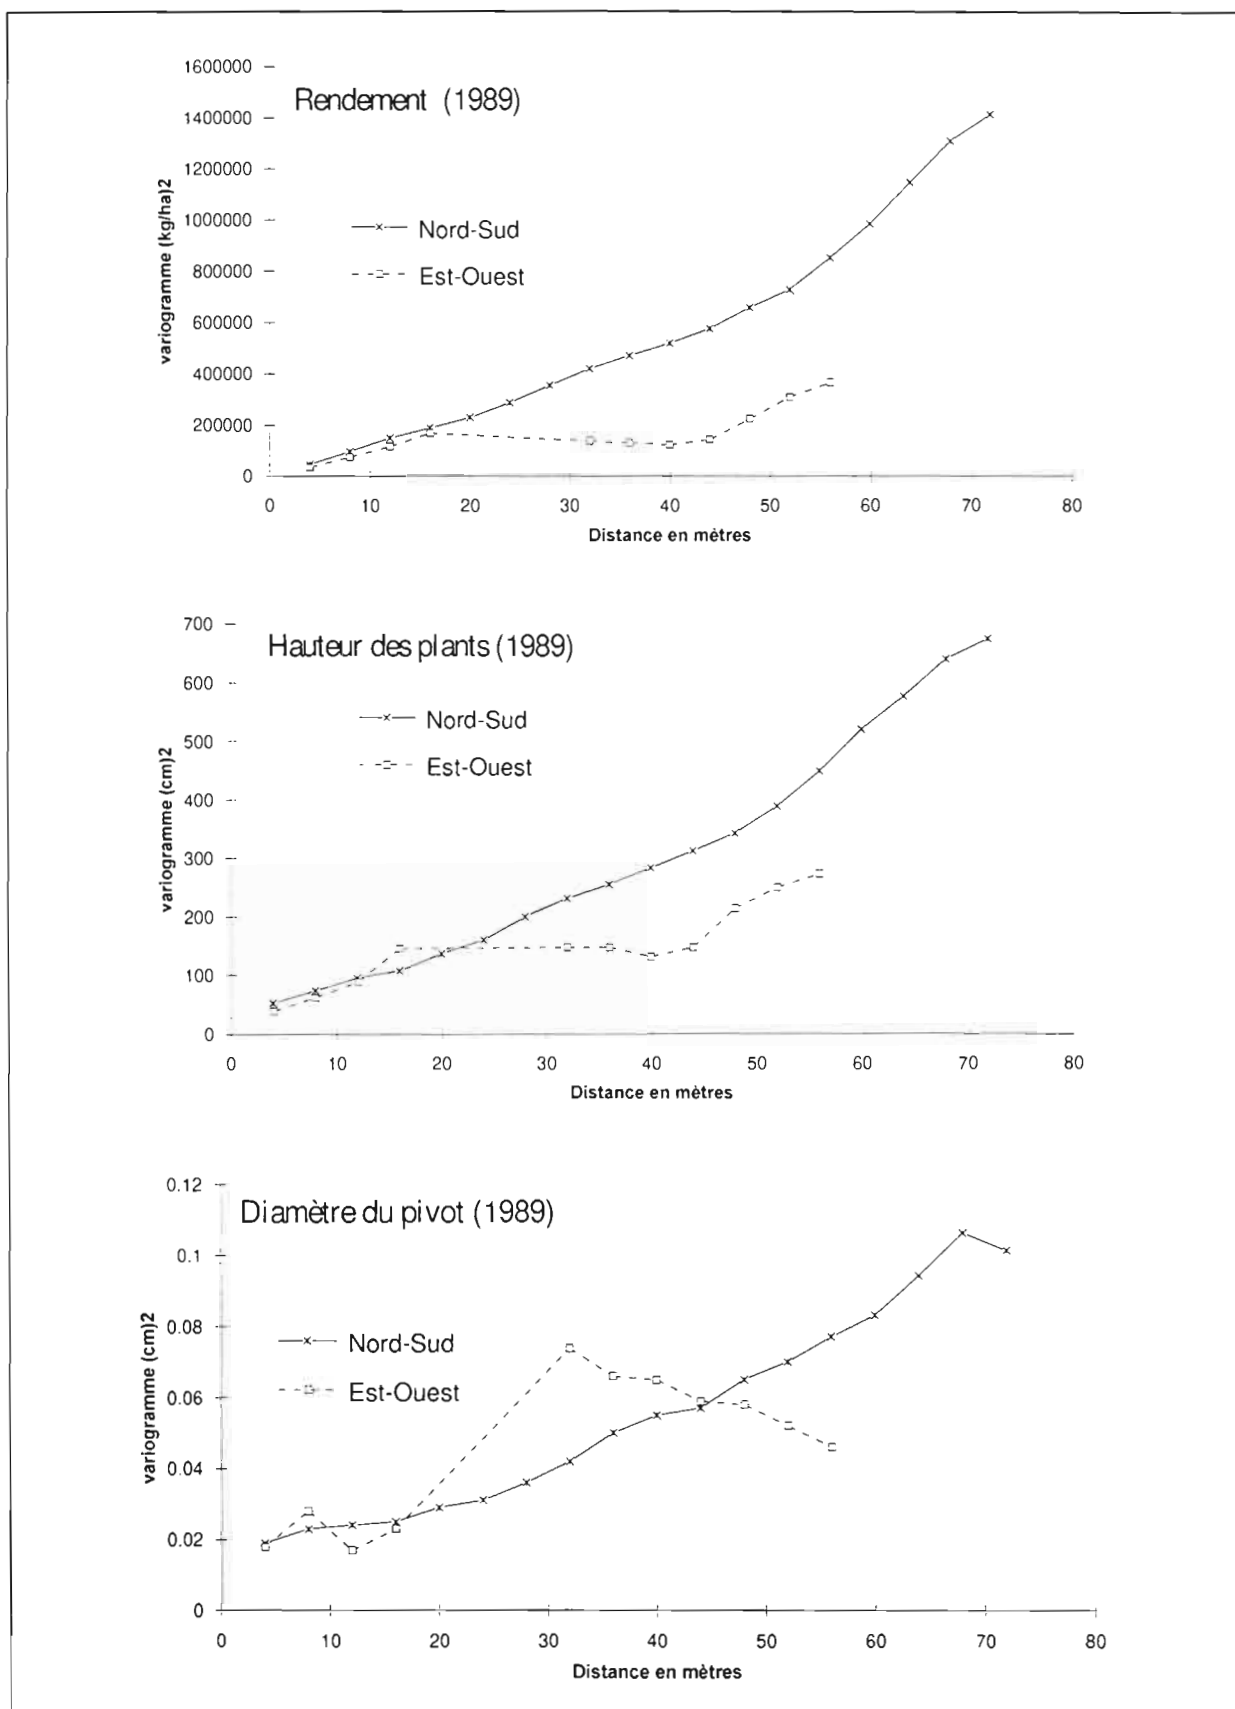 Rendement (1989)
1600000
1400000
1200000
1000000
800000
600000
400000
200000
0
variogramme (kg/ha)2
Nord-Sud
Est-Ouest
0 10 20 30 40 50 60 70 80
Distance en mètres
Hauteur des plants (1989)
700
600
500
400
300
200
100
0
variogramme (cm)2
Nord-Sud
Est-Ouest
0 10 20 30 40 50 60 70 80
Distance en mètres
Diamètre du pivot (1989)
0.12
0.1
0.08
0.06
0.04
0.02
0
variogramme (cm)2
Nord-Sud
Est-Ouest
0 10 20 30 40 50 60 70 80
Distance en mètres